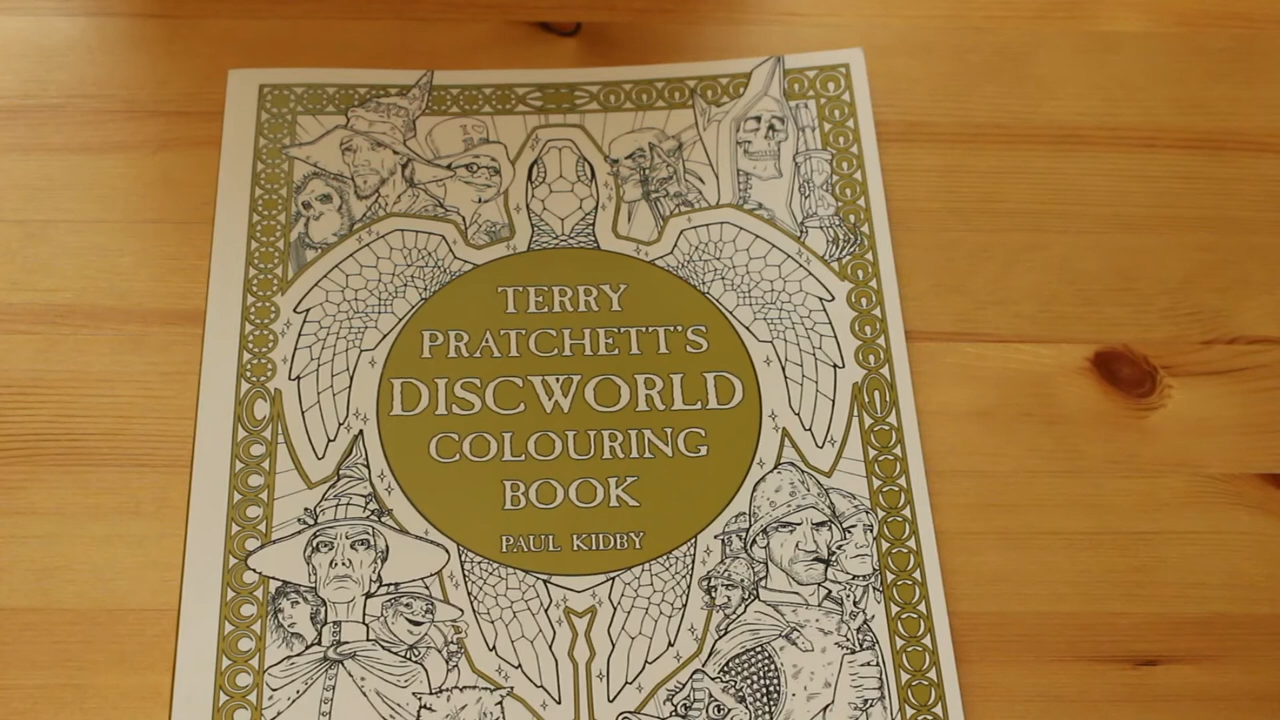 TERRY
PRATCHETT'S
DISCWORLD
COLOURING
BOOK
PAUL KIDBY